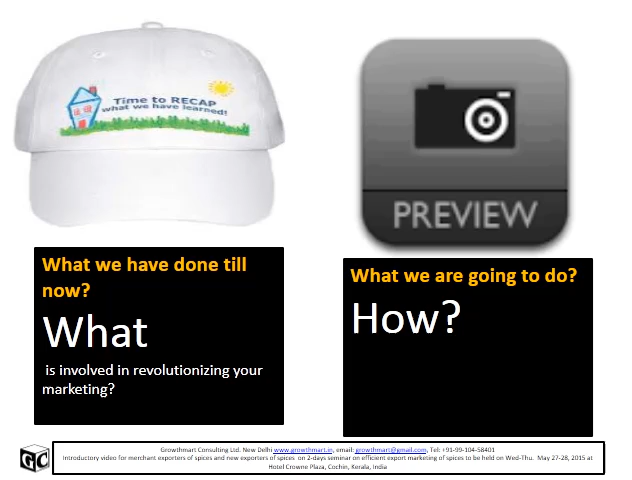 Time to RECAP
what we have learned!
PREVIEW
What we have done till
now?
What
is involved in revolutionizing your
marketing?
What we are going to do?
How?
GC
Growthmart Consulting Ltd. New Delhi www.growthmart.in, email: growthmart@gmail.com, Tel: +91-99-104-58401
Introductory video for merchant exporters of spices and new exporters of spices on 2-days seminar on efficient export marketing of spices to be held on Wed-Thu. May 27-28, 2015 at
Hotel Crowne Plaza, Cochin, Kerala, India